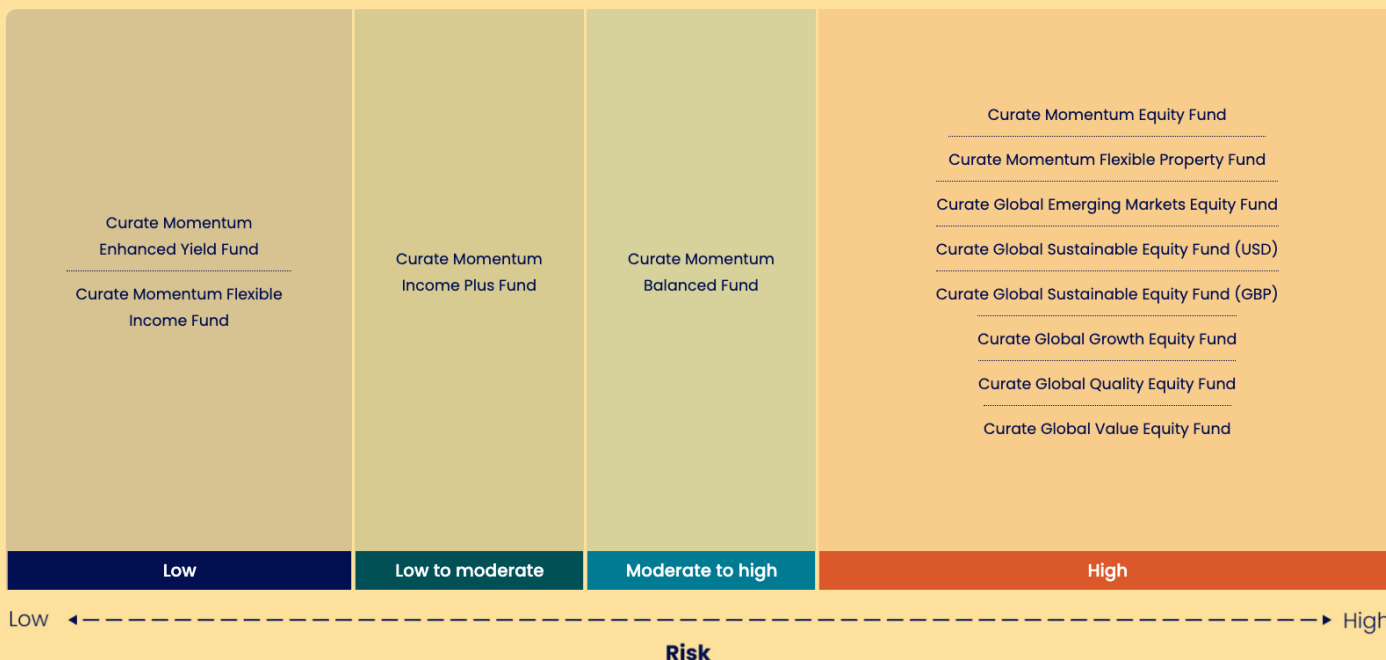 Curate Momentum
Enhanced Yield Fund
Curate Momentum Flexible
Income Fund
Curate Momentum
Income Plus Fund
Curate Momentum
Balanced Fund
Curate Momentum Equity Fund
Curate Momentum Flexible Property Fund
Curate Global Emerging Markets Equity Fund
Curate Global Sustainable Equity Fund (USD)
Curate Global Sustainable Equity Fund (GBP)
Curate Global Growth Equity Fund
Curate Global Quality Equity Fund
Curate Global Value Equity Fund
Low
Low to moderate
Moderate to high
High
Low
High
Risk